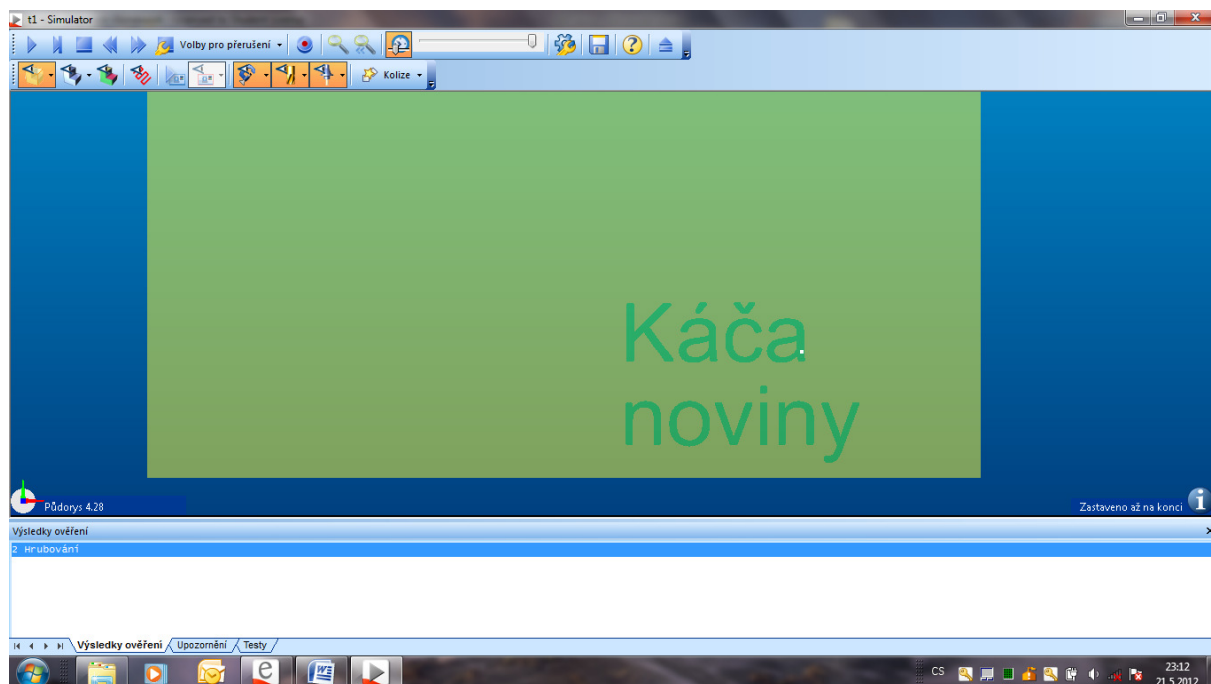 t1 - Simulator
Volby pro přerušení
Kolize
Káča
noviny
Půdorys 4.28
Zastaveno až na konci
Výsledky ověření
2 Hrubování
Výsledky ověření
Upozornění
Testy
CS
23:12
21.5.2012